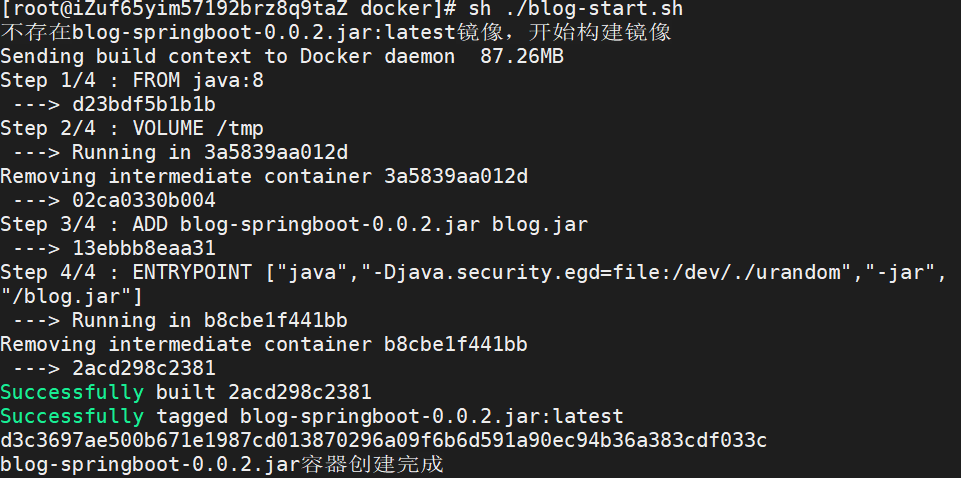 [root@iZuf65yim57192brz8q9taZ docker]# sh ./blog-start.sh
不存在blog-springboot-0.0.2.jar:latest镜像，开始构建镜像
Sending build context to Docker daemon  87.26MB
Step 1/4 : FROM java:8
 ---> d23bdf5b1b1b
Step 2/4 : VOLUME /tmp
 ---> Running in 3a5839aa012d
Removing intermediate container 3a5839aa012d
 ---> 02ca0330b004
Step 3/4 : ADD blog-springboot-0.0.2.jar blog.jar
 ---> 13ebbb8eaa31
Step 4/4 : ENTRYPOINT ["java","-Djava.security.egd=file:/dev/./urandom","-jar",
"/blog.jar"]
 ---> Running in b8cbe1f441bb
Removing intermediate container b8cbe1f441bb
 ---> 2acd298c2381
Successfully built 2acd298c2381
Successfully tagged blog-springboot-0.0.2.jar:latest
d3c3697ae500b671e1987cd013870296a09f6b6d591a90ec94b36a383cdf033c
blog-springboot-0.0.2.jar容器创建完成